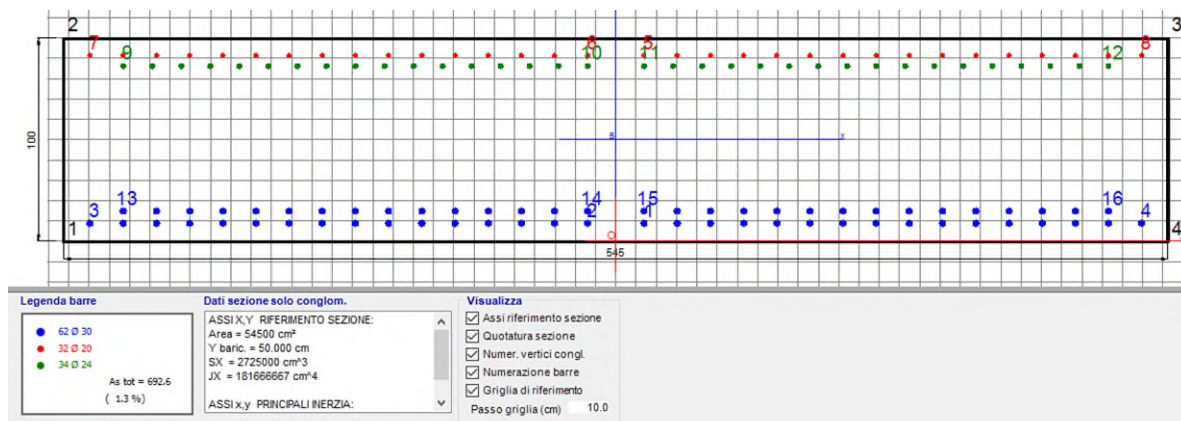 2
3
7
6
5
8
9
10
11
12
100
x
13
14
15
16
3
2
1
4
1
O
4
545
Legenda barre
62 Ø 30
32 Ø 20
34 Ø 24
As tot = 692.6
( 1.3 %)
Dati sezione solo conglom.
ASSI X,Y RIFERIMENTO SEZIONE:
Area = 54500 cm²
Y baric. = 50.000 cm
SX = 2725000 cm^3
JX = 181666667 cm^4
ASSI x,y PRINCIPALI INERZIA:
Visualizza
Assi riferimento sezione
Quotatura sezione
Numer. vertici congl.
Numerazione barre
Griglia di riferimento
Passo griglia (cm) 10.0